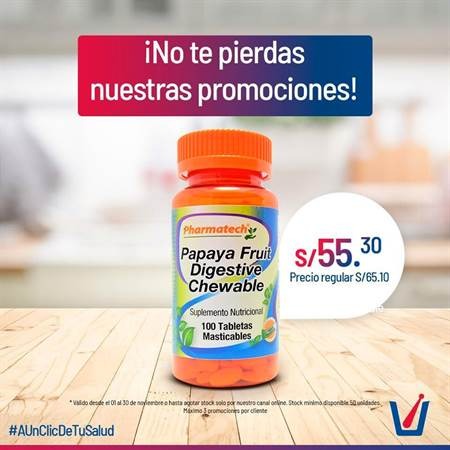 ¡No te pierdas
nuestras promociones!
Pharmatech
Papaya Fruit
Digestive
Chewable
Suplemento Nutricional
100 Tabletas
Masticables
S/55.30
Precio regular S/65.10
* Válido desde el 01 al 30 de noviembre o hasta agotar stock solo por nuestro canal online. Stock mínimo disponible 50 unidades.
Máximo 3 promociones por cliente
#AUnClicDeTuSalud